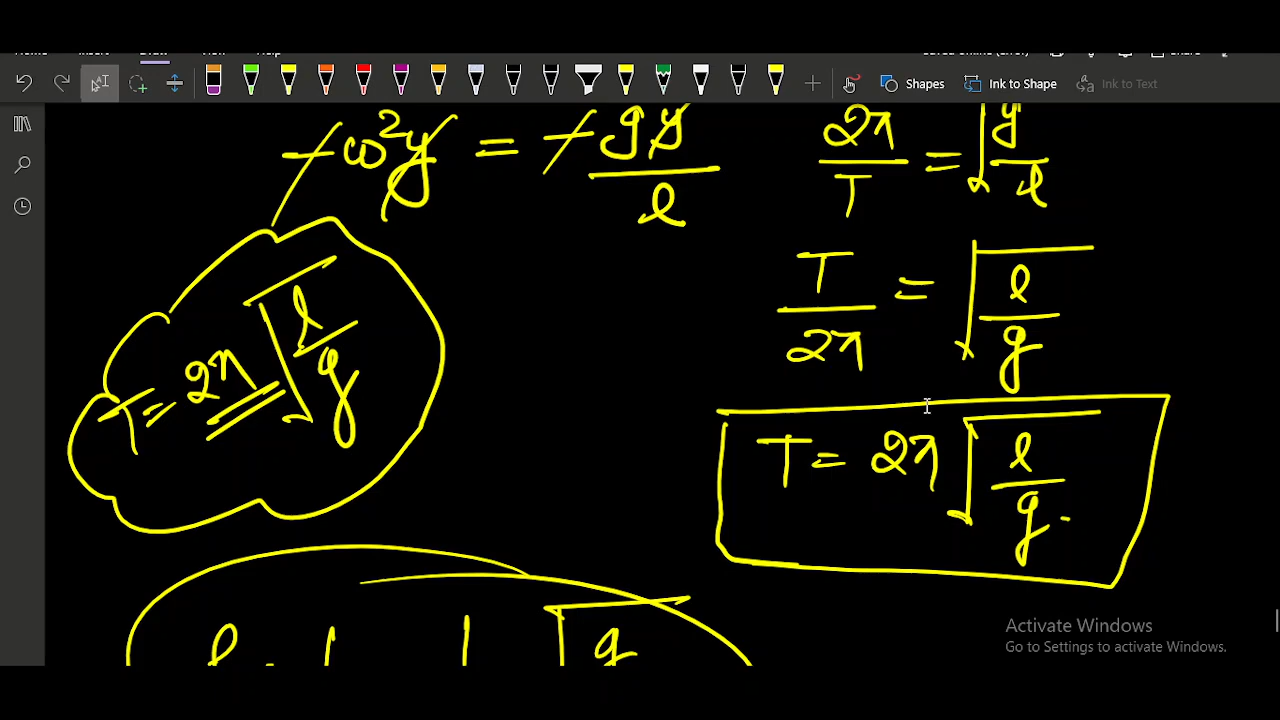 Draw
Shapes
Ink to Shape
Ink to Text
-ω²y = -gy/l
2π/T = √g/l
T/2π = √l/g
T = 2π √l/g
T = 2π √l/g
Activate Windows
Go to Settings to activate Windows.